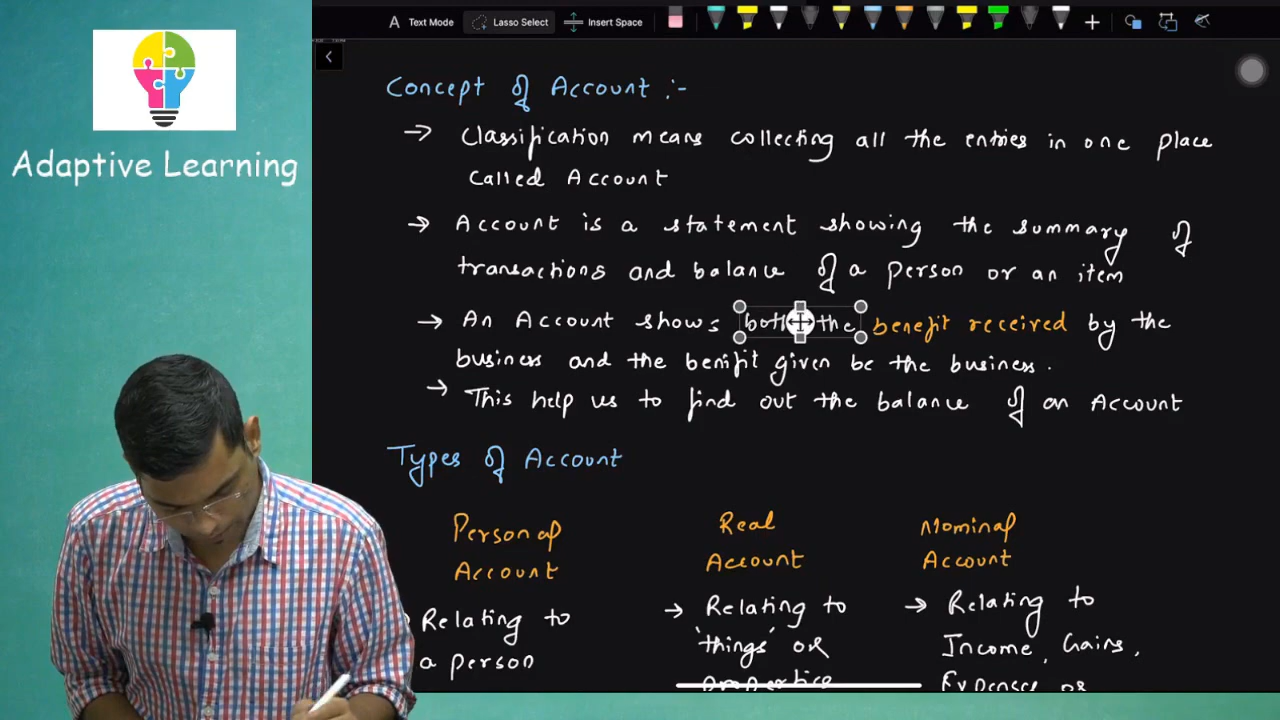 Text Mode
Lasso Select
Insert Space
Adaptive Learning
Concept of Account :-
→ Classification means collecting all the entries in one place
called Account
→ Account is a statement showing the summary of
transactions and balance of a person or an item
→ An Account shows both the benefit received by the
business and the benifit given be the business.
→ This help us to find out the balance of an Account
Types of Account
Personal
Account
Relating to
a person
Real
Account
→ Relating to
'things' or
Nominal
Account
→ Relating to
Income, Gains,
Expenses or